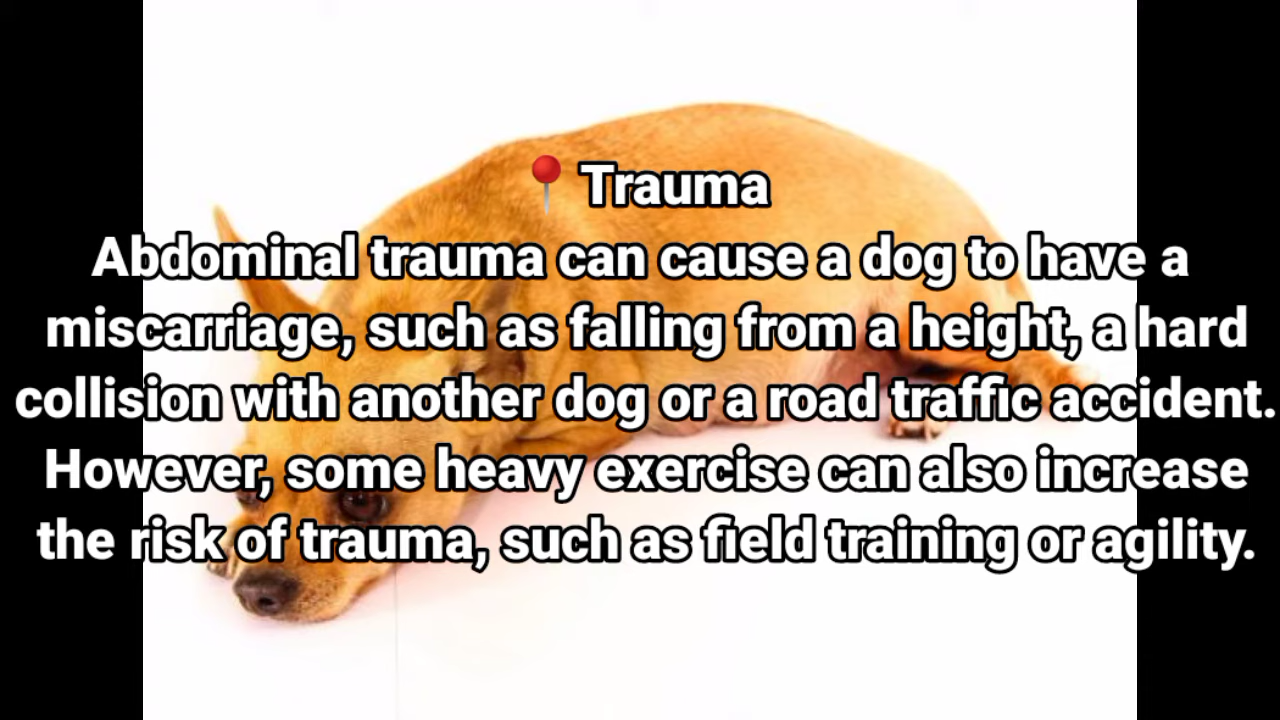 📍Trauma
Abdominal trauma can cause a dog to have a
miscarriage, such as falling from a height, a hard
collision with another dog or a road traffic accident.
However, some heavy exercise can also increase
the risk of trauma, such as field training or agility.